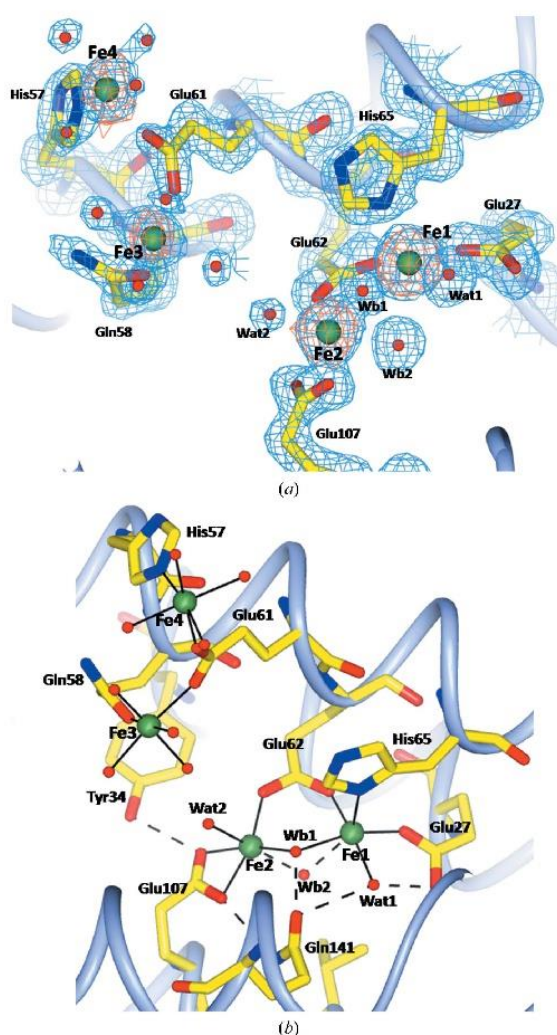 Fe4
His57
Glu61
His65
Glu27
Fe3
Glu62
Fe1
Wb1
Wat1
Gln58
Wat2
Fe2
Wb2
Glu107
(a)
His57
Fe4
Glu61
Gln58
Fe3
His65
Glu62
Tyr34
Wat2
Wb1
Glu27
Fe2
Fe1
Wb2
Glu107
Wat1
Gln141
(b)